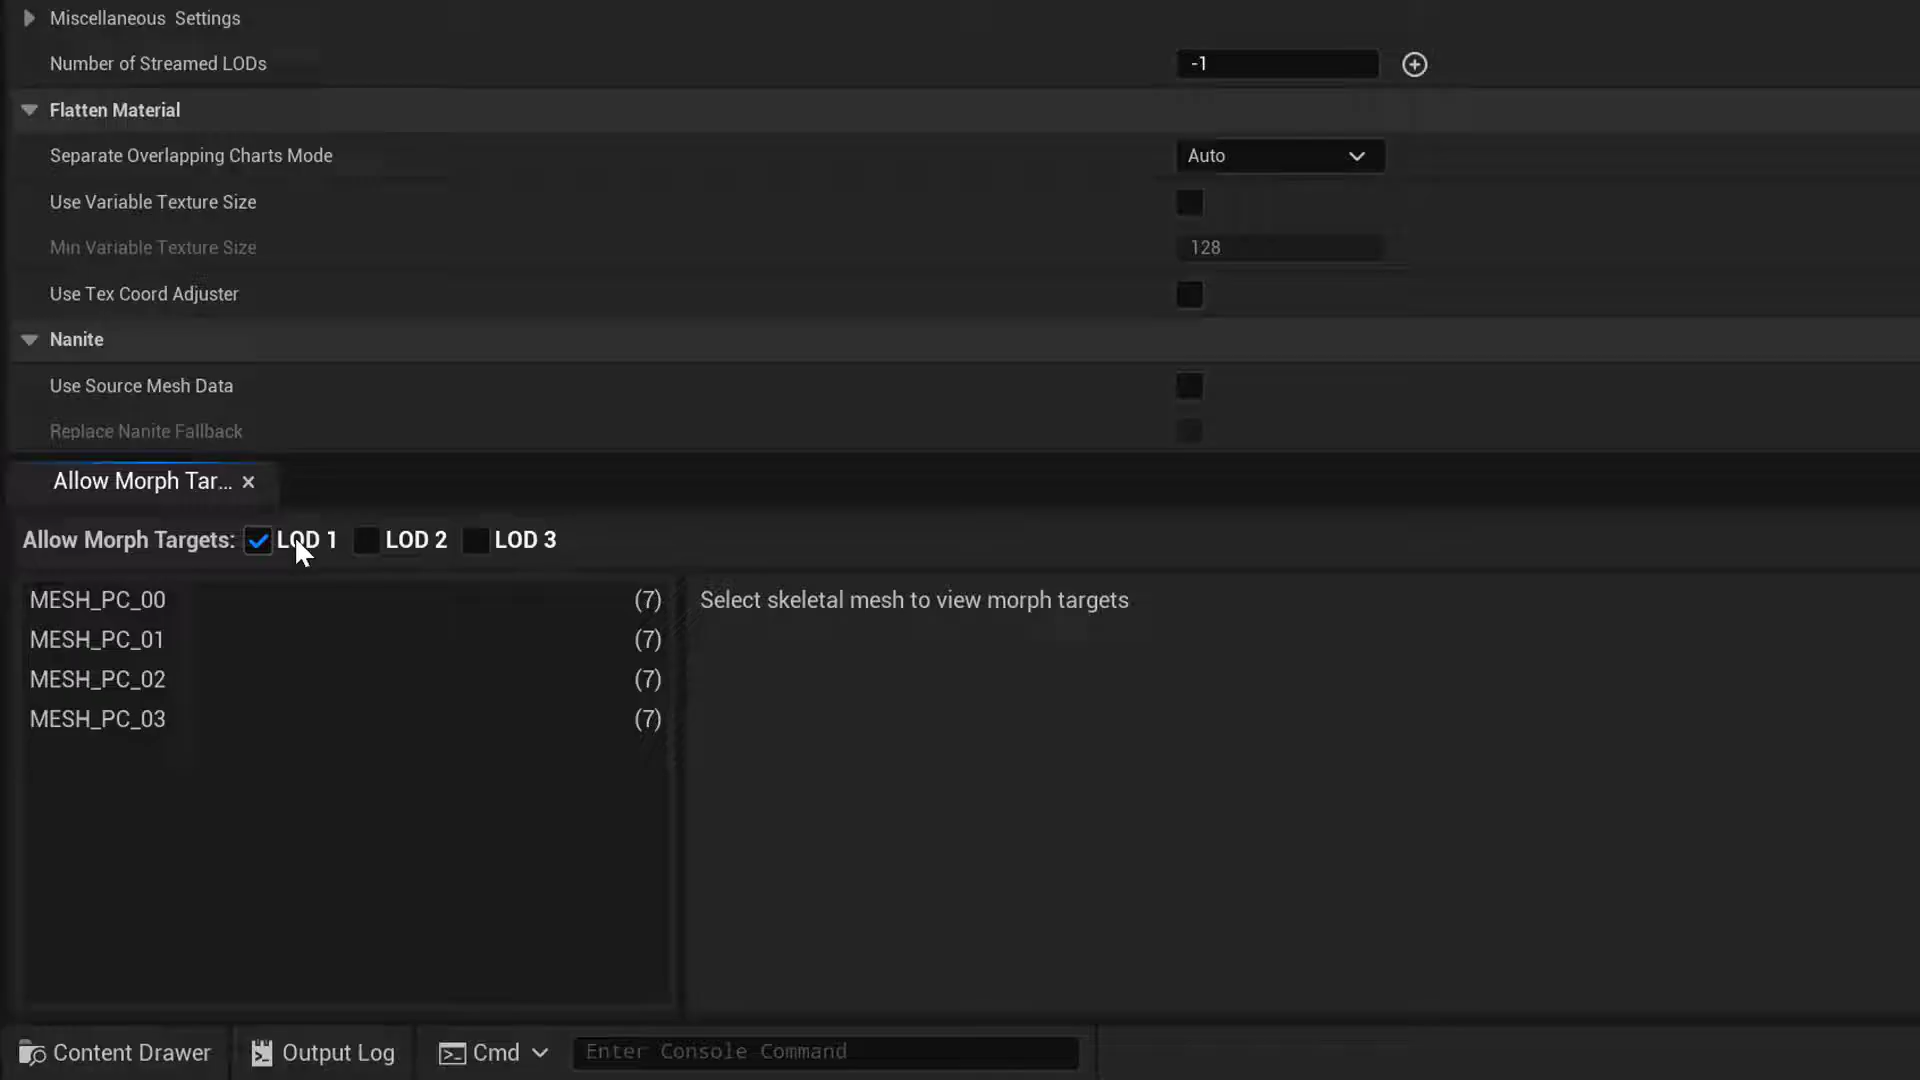 Miscellaneous Settings
Number of Streamed LODs -1
Flatten Material
Separate Overlapping Charts Mode Auto
Use Variable Texture Size
Min Variable Texture Size 128
Use Tex Coord Adjuster
Nanite
Use Source Mesh Data
Replace Nanite Fallback
Allow Morph Tar...
Allow Morph Targets: LOD 1 LOD 2 LOD 3
MESH_PC_00 (7) Select skeletal mesh to view morph targets
MESH_PC_01 (7)
MESH_PC_02 (7)
MESH_PC_03 (7)
Content Drawer Output Log Cmd Enter Console Command